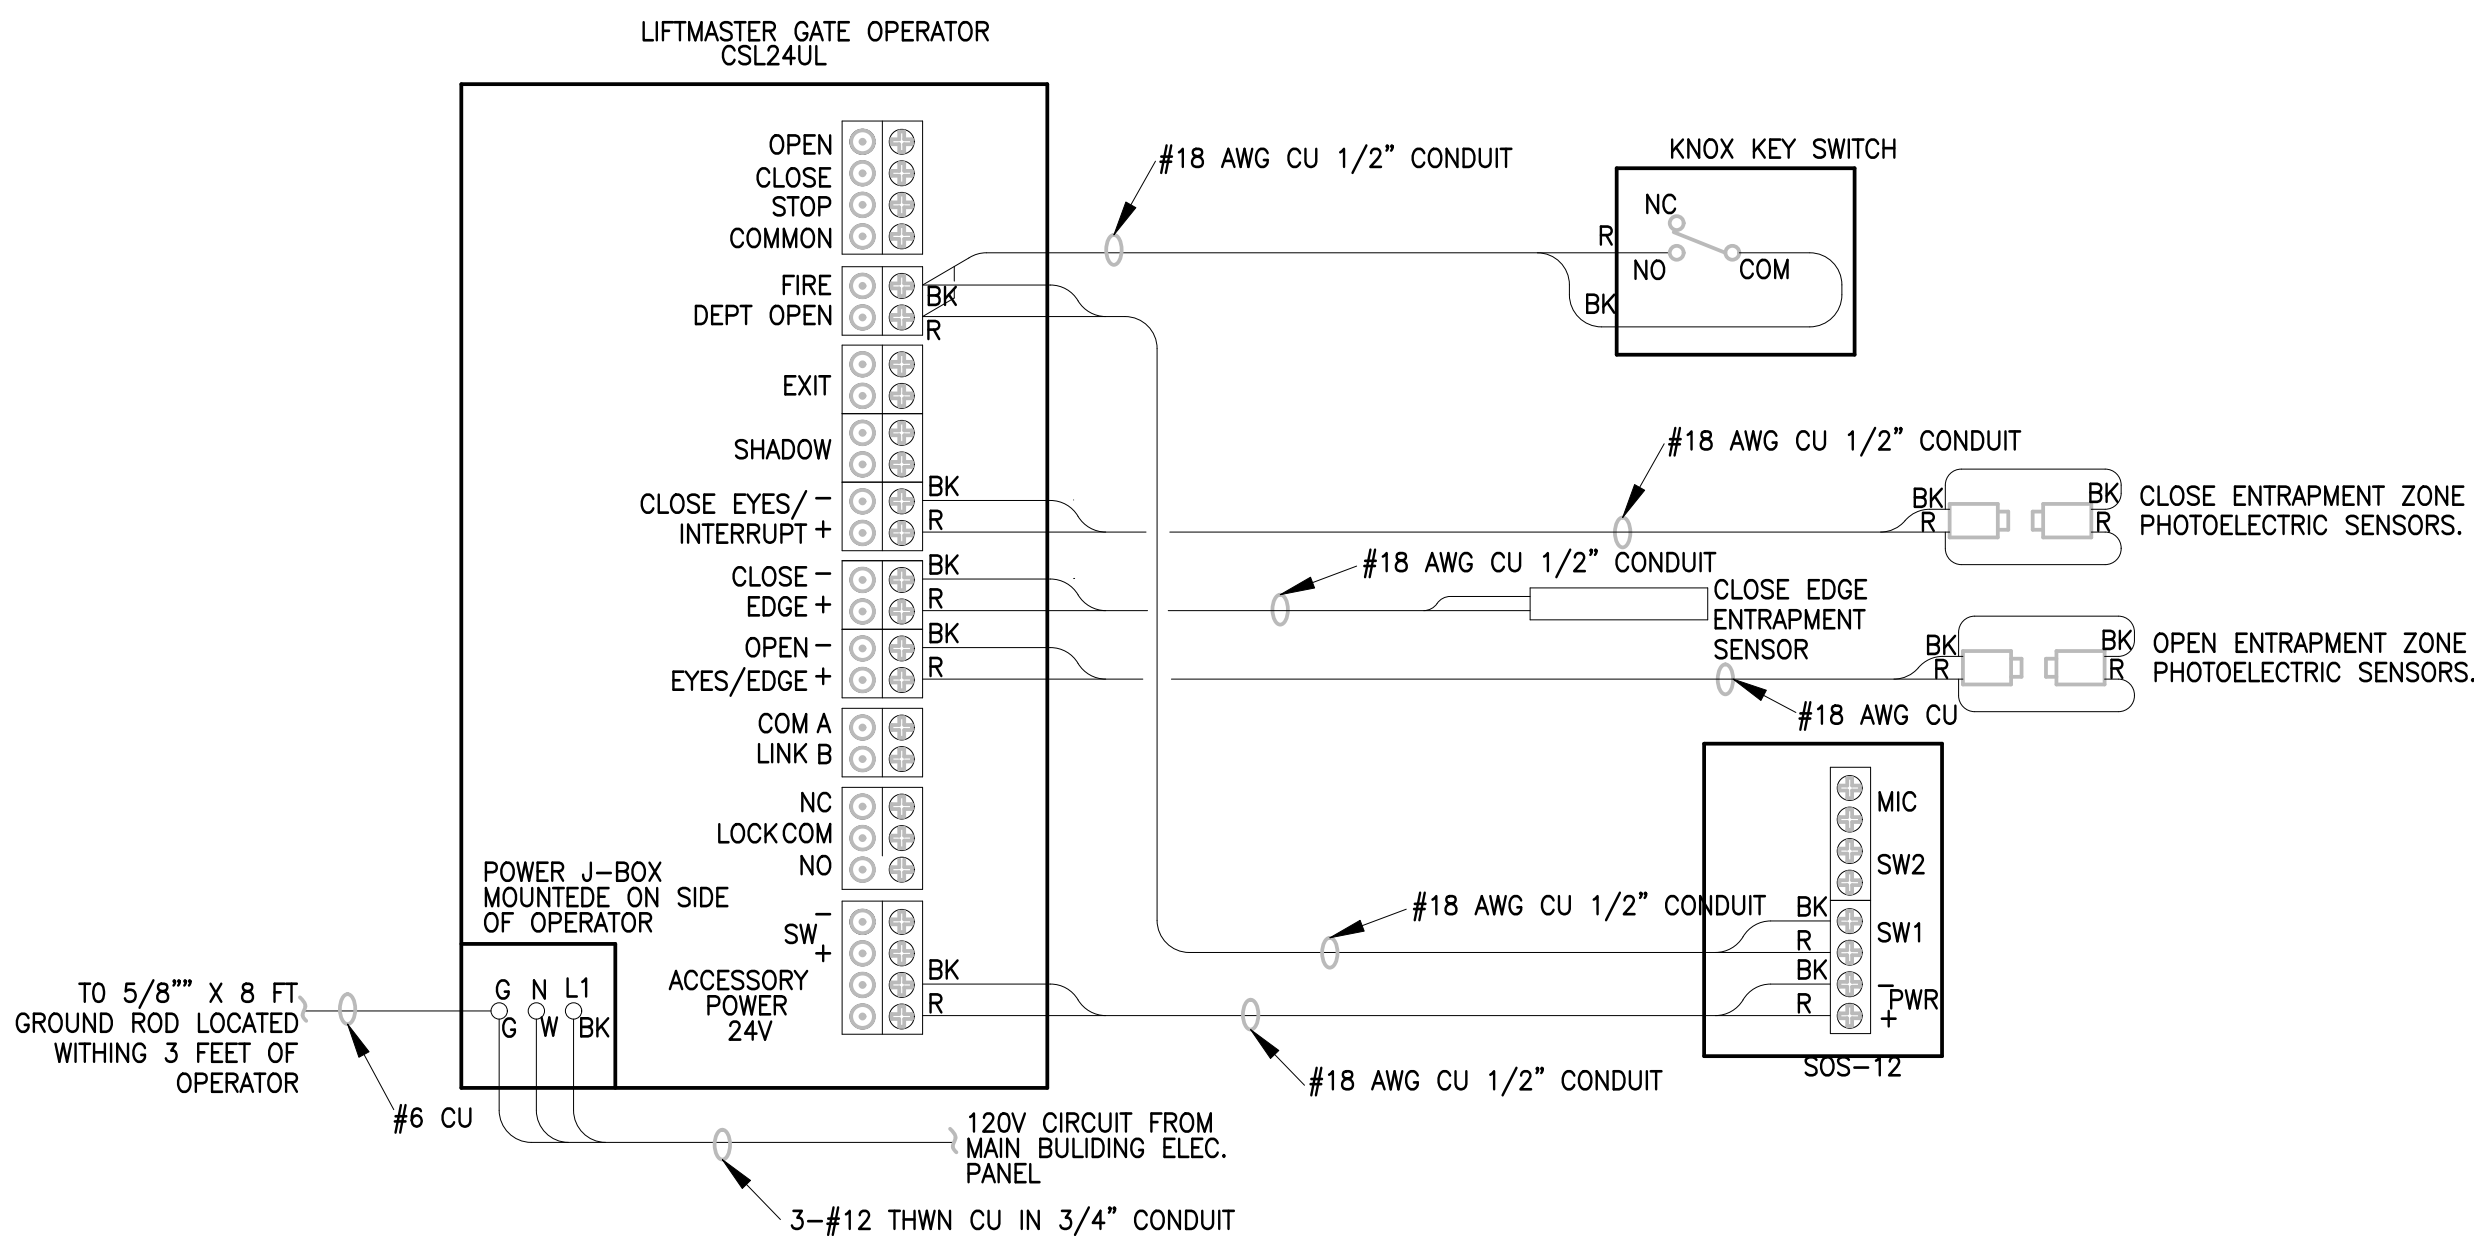 LIFTMASTER GATE OPERATOR
CSL24UL
OPEN
CLOSE
STOP
COMMON
FIRE
DEPT OPEN
BK
R
EXIT
SHADOW
CLOSE EYES/ -
INTERRUPT +
BK
R
CLOSE -
EDGE +
BK
R
OPEN -
EYES/EDGE +
BK
R
COM A
LINK B
NC
LOCK COM
NO
-
SW
+
ACCESSORY
POWER
24V
BK
R
POWER J-BOX
MOUNTEDE ON SIDE
OF OPERATOR
G N L1
G W BK
TO 5/8"" X 8 FT
GROUND ROD LOCATED
WITHING 3 FEET OF
OPERATOR
#6 CU
120V CIRCUIT FROM
MAIN BULIDING ELEC.
PANEL
3-#12 THWN CU IN 3/4" CONDUIT
#18 AWG CU 1/2" CONDUIT
KNOX KEY SWITCH
NC
R
NO
COM
BK
#18 AWG CU 1/2" CONDUIT
BK
R
BK
R
CLOSE ENTRAPMENT ZONE
PHOTOELECTRIC SENSORS.
#18 AWG CU 1/2" CONDUIT
CLOSE EDGE
ENTRAPMENT
SENSOR
BK
R
BK
R
OPEN ENTRAPMENT ZONE
PHOTOELECTRIC SENSORS.
#18 AWG CU
MIC
SW2
#18 AWG CU 1/2" CONDUIT
BK
R
SW1
BK
R
-
PWR
+
SOS-12
#18 AWG CU 1/2" CONDUIT